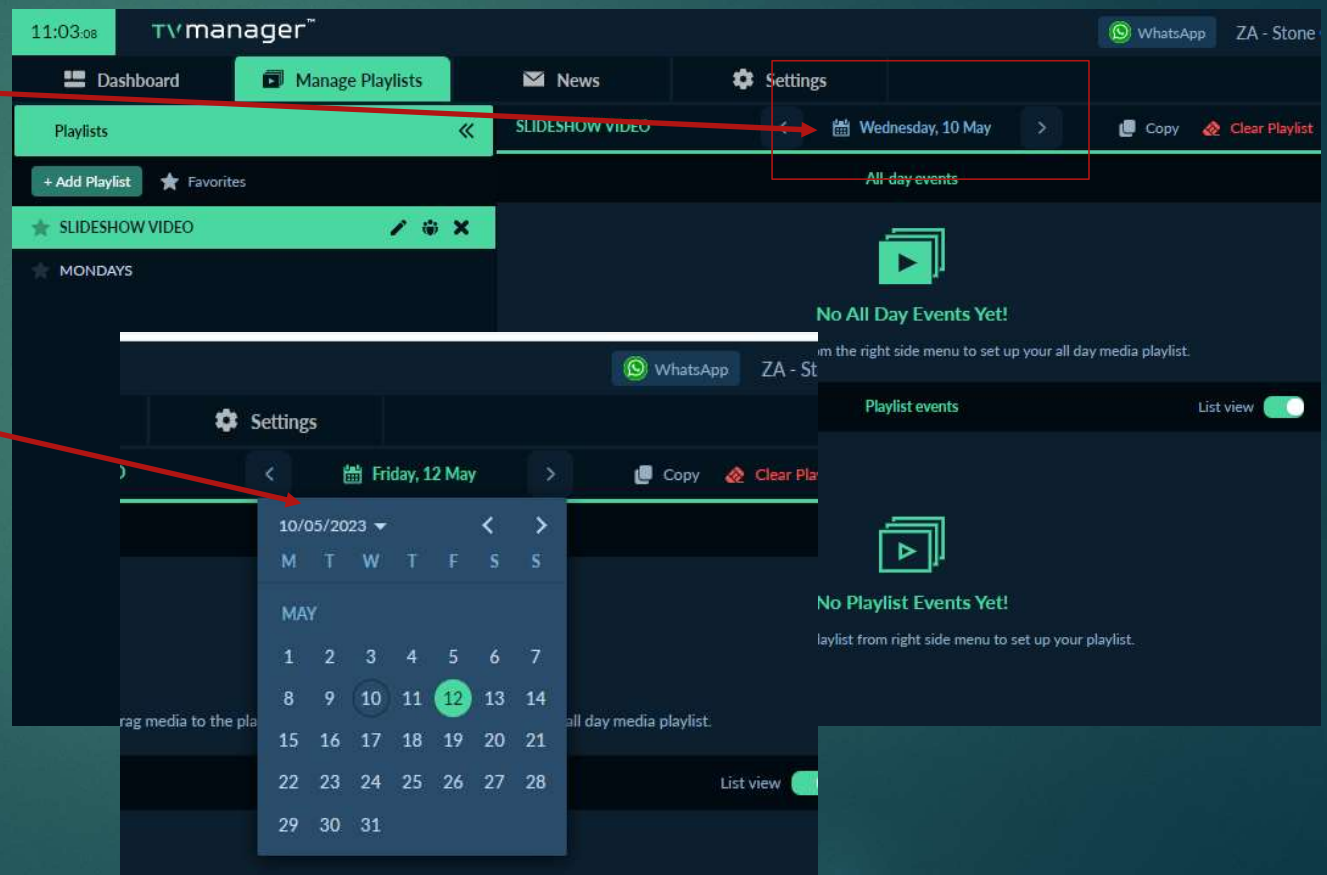 11:03:08
TVmanager™
WhatsApp
ZA - Stone
Dashboard
Manage Playlists
News
Settings
Playlists
SLIDESHOW VIDEO
Wednesday, 10 May
Copy
Clear Playlist
+ Add Playlist
Favorites
All day events
SLIDESHOW VIDEO
MONDAYS
No All Day Events Yet!
the right side menu to set up your all day media playlist.
Playlist events
List view
No Playlist Events Yet!
from right side menu to set up your playlist.
WhatsApp
ZA - St
Settings
Friday, 12 May
Copy
Clear Pla
10/05/2023
M T W T F S S
MAY
1 2 3 4 5 6 7
8 9 10 11 12 13 14
15 16 17 18 19 20 21
22 23 24 25 26 27 28
29 30 31
media to the pla
all day media playlist.
List view